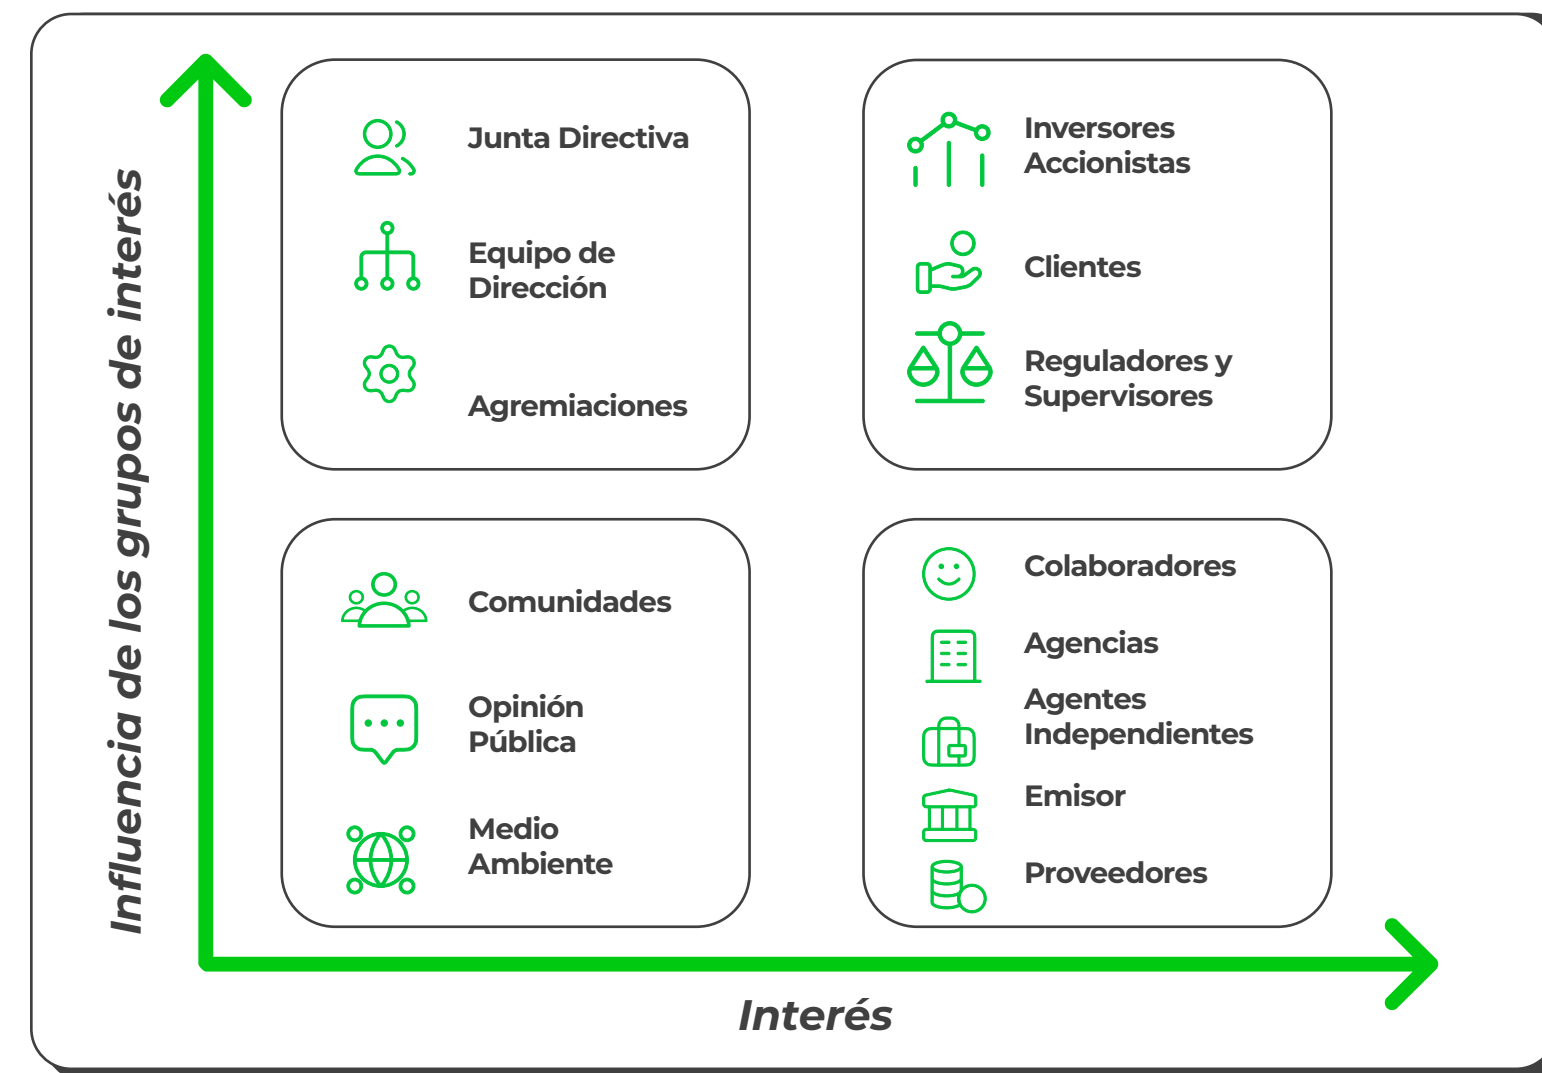 Influencia de los grupos de interés
Junta Directiva
Equipo de
Dirección
Agremiaciones
Inversores
Accionistas
Clientes
Reguladores y
Supervisores
Comunidades
Opinión
Pública
Medio
Ambiente
Colaboradores
Agencias
Agentes
Independientes
Emisor
Proveedores
Interés